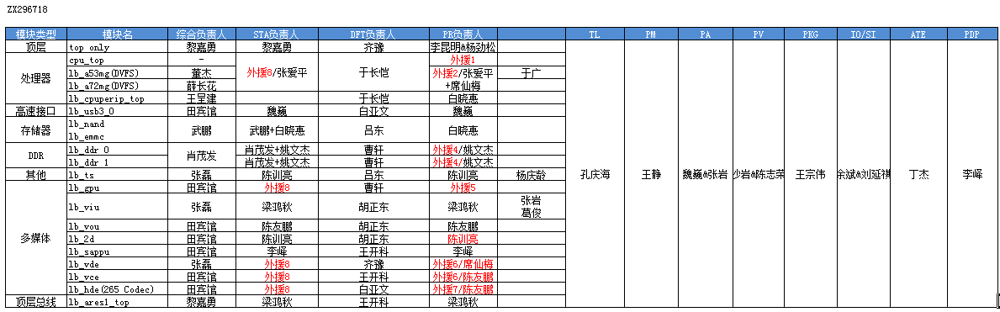 ZX296718
模块类型 模块名 综合负责人 STA负责人 DFT负责人 PR负责人 TL PM PA PV PKG IO/SI ATE PDP
顶层 top only 黎嘉勇 黎嘉勇 齐豫 李昆明&杨劲松
处理器 cpu_top - 外援8/张爱平 于长恺 外援1
lb_a53mg(DVFS) 董杰 外援2/张爱平 于广
lb_a72mg(DVFS) 薛长花 +席仙梅
lb_cpuperip_top 王呈建 于长恺 白晓惠
高速接口 lb_usb3_0 田宾馆 魏巍 白亚文 魏巍
存储器 lb_nand 武鹏 武鹏+白晓惠 吕东 白晓惠
lb_emmc
DDR lb_ddr 0 肖茂发 肖茂发+姚文杰 曹轩 外援4/姚文杰
lb_ddr 1 肖茂发+姚文杰 曹轩 外援4/姚文杰
其他 lb_ts 张磊 陈训亮 吕东 陈训亮 杨庆龄 孔庆海 王静 魏巍&张岩 少岩&陈志荣 王宗伟 余斌&刘延祺 丁杰 李峄
多媒体 lb_gpu 田宾馆 外援8 曹轩 外援5
lb_viu 张磊 梁鸿秋 胡正东 梁鸿秋 张岩
葛俊
lb_vou 田宾馆 陈友鹏 胡正东 陈友鹏
lb_2d 田宾馆 陈训亮 胡正东 陈训亮
lb_sappu 田宾馆 李峄 王开科 李峄
lb_vde 张磊 外援8 齐豫 外援6/席仙梅
lb_vce 田宾馆 外援8 王开科 外援6/陈友鹏
lb_hde(265 Codec) 田宾馆 外援8 白亚文 外援7/陈友鹏
顶层总线 lb_ares1_top 黎嘉勇 梁鸿秋 王开科 梁鸿秋